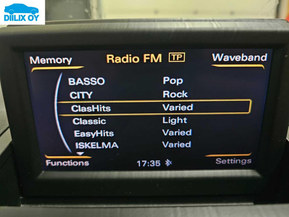 DIILIX OY
Memory Radio FM TP Waveband
BASSO Pop
CITY Rock
ClasHits Varied
Classic Light
EasyHits Varied
ISKELMA Varied
Functions 17:35 Settings